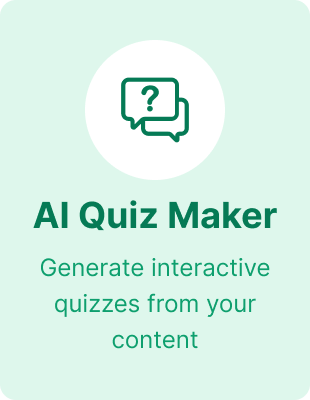 ?
AI Quiz Maker
Generate interactive
quizzes from your
content